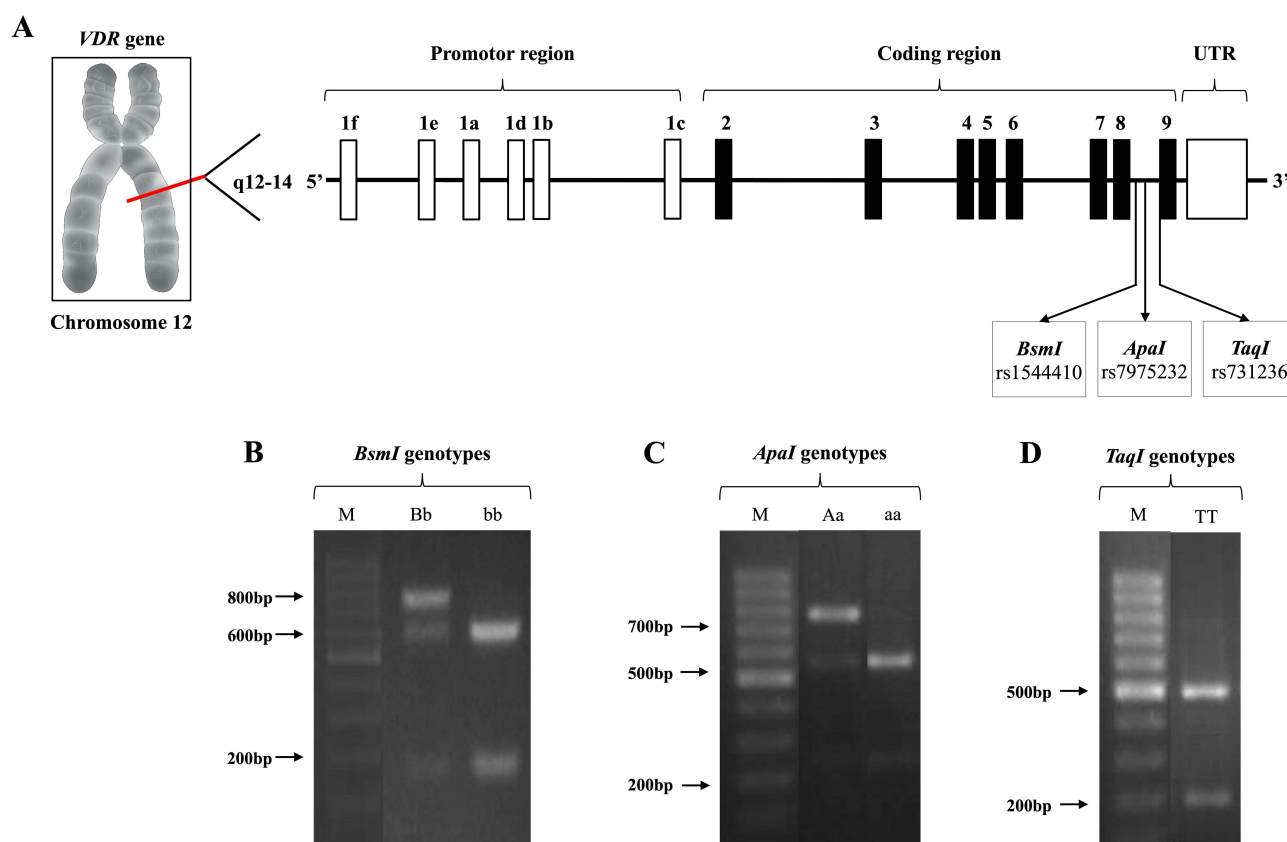 A
VDR gene
Promotor region
Coding region
UTR
1f 1e 1a 1d 1b 1c 2 3 4 5 6 7 8 9
q12-14 5’ 3’
Chromosome 12
BsmI
rs1544410
ApaI
rs7975232
TaqI
rs731236
B
BsmI genotypes
M Bb bb
800bp
600bp
200bp
C
ApaI genotypes
M Aa aa
700bp
500bp
200bp
D
TaqI genotypes
M TT
500bp
200bp